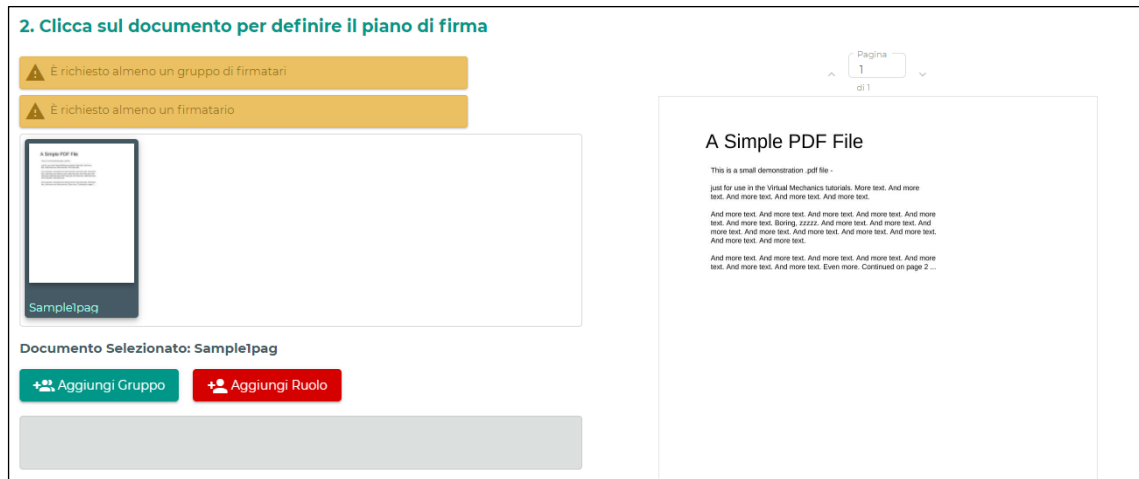 2. Clicca sul documento per definire il piano di firma
È richiesto almeno un gruppo di firmatari
È richiesto almeno un firmatario
A Simple PDF File
Sample1pag
Documento Selezionato: Sample1pag
Aggiungi Gruppo
Aggiungi Ruolo
Pagina
1
di 1
A Simple PDF File
This is a small demonstration .pdf file -
just for use in the Virtual Mechanics tutorials. More text. And more
text. And more text. And more text. And more text.
And more text. And more text. And more text. And more text. And more
text. And more text. Boring, zzzzz. And more text. And more text. And
more text. And more text. And more text. And more text. And more text.
And more text. And more text.
And more text. And more text. And more text. And more text. And more
text. And more text. And more text. Even more. Continued on page 2 ...